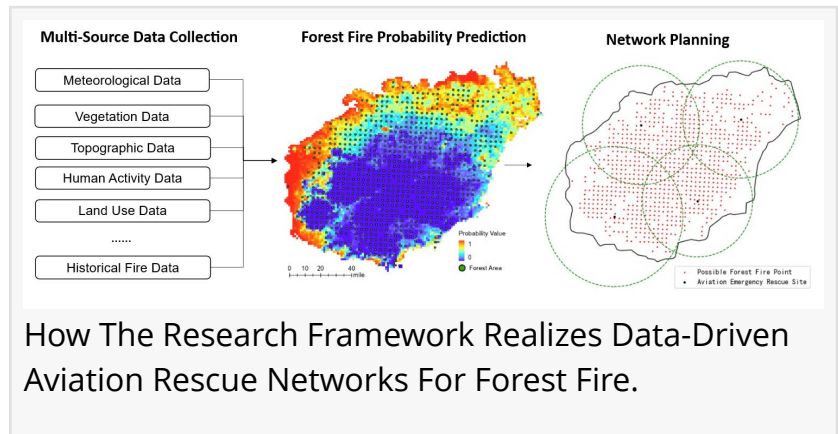 Multi-Source Data Collection
Forest Fire Probability Prediction
Network Planning
Meteorological Data
Vegetation Data
Topographic Data
Human Activity Data
Land Use Data
......
Historical Fire Data
Probability Value
1
0
Forest Area
0 10 20 40
mile
Possible Forest Fire Point
Aviation Emergency Rescue Site
How The Research Framework Realizes Data-Driven
Aviation Rescue Networks For Forest Fire.